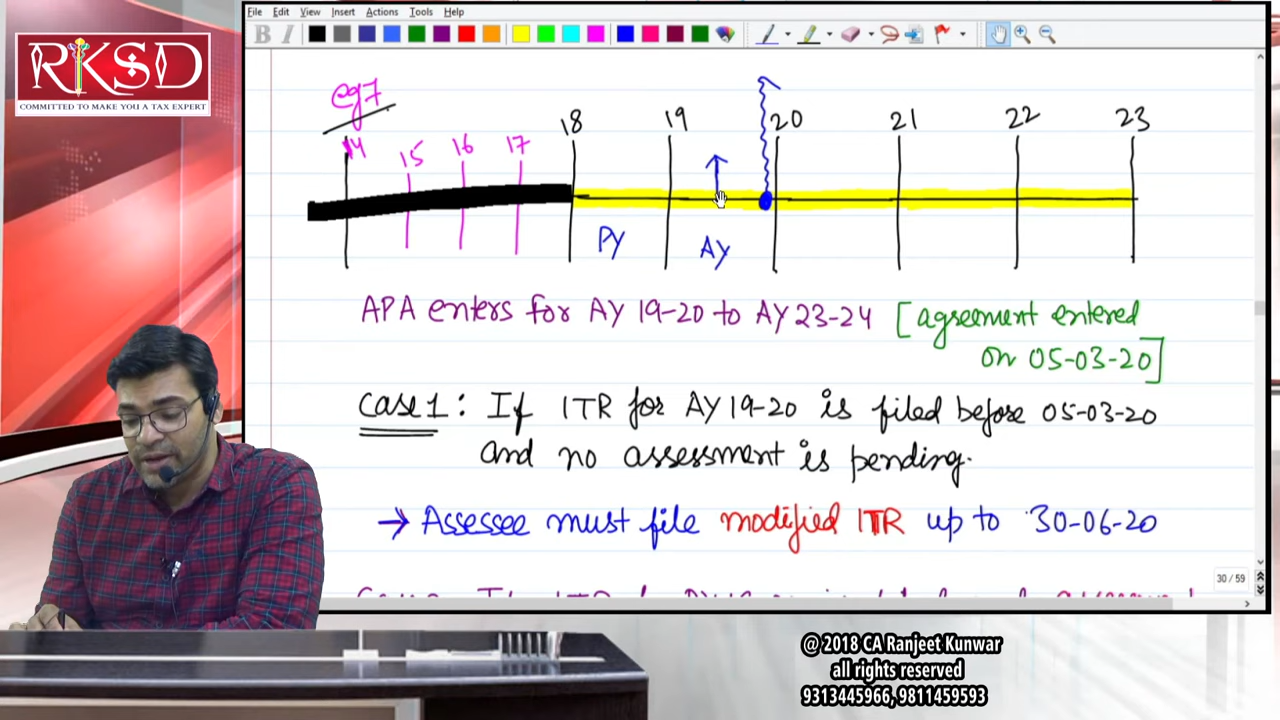 File Edit View Insert Actions Tools Help
RKSD
COMMITTED TO MAKE YOU A TAX EXPERT
B I
eg7
14 15 16 17 18 19 20 21 22 23
PY AY
APA enters for AY 19-20 to AY 23-24 [agreement entered
on 05-03-20]
Case 1: If ITR for AY 19-20 is filed before 05-03-20
and no assessment is pending.
→ Assessee must file modified ITR up to 30-06-20
30 / 59
@ 2018 CA Ranjeet Kunwar
all rights reserved
9313445966, 9811459593